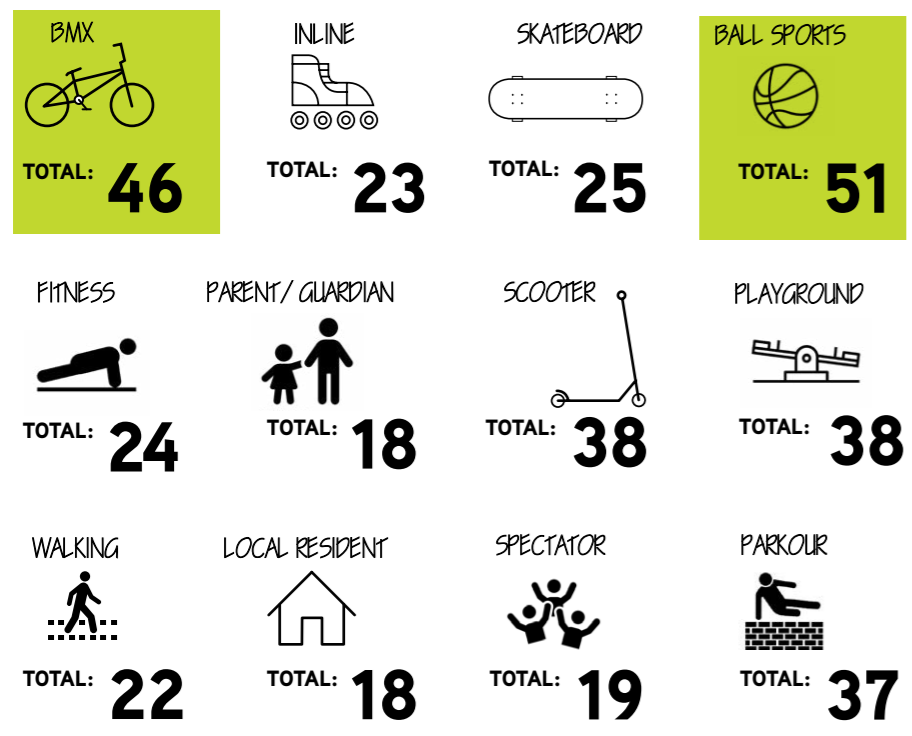 BMX
INLINE
SKATEBOARD
BALL SPORTS
TOTAL: 46
TOTAL: 23
TOTAL: 25
TOTAL: 51
FITNESS
PARENT/ GUARDIAN
SCOOTER
PLAYGROUND
TOTAL: 24
TOTAL: 18
TOTAL: 38
TOTAL: 38
WALKING
LOCAL RESIDENT
SPECTATOR
PARKOUR
TOTAL: 22
TOTAL: 18
TOTAL: 19
TOTAL: 37